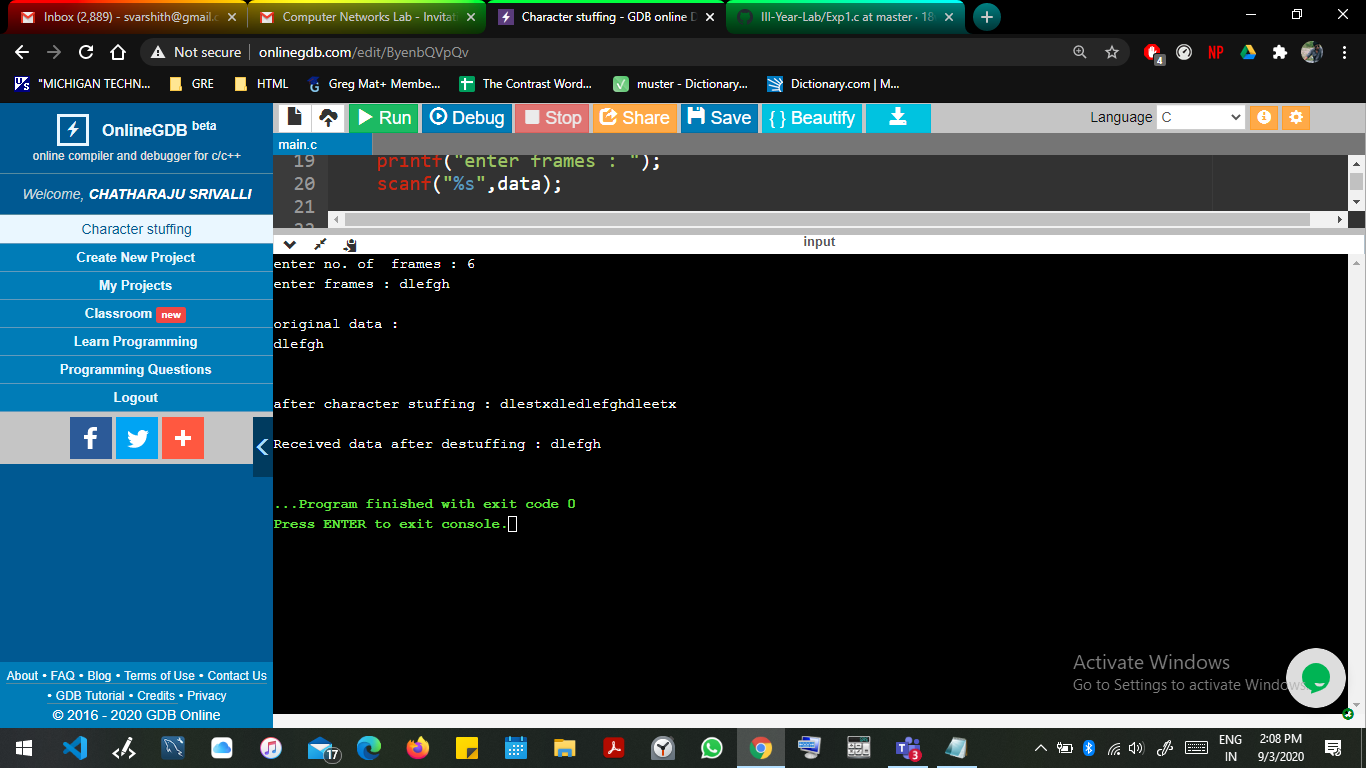 Inbox (2,889) - svarshith@gmail.c
Computer Networks Lab - Invitat
Character stuffing - GDB online D
III-Year-Lab/Exp1.c at master · 18
Not secure
onlinegdb.com/edit/ByenbQVpQv
4
NP
"MICHIGAN TECHN...
GRE
HTML
Greg Mat+ Membe...
The Contrast Word...
muster - Dictionary...
Dictionary.com | M...
OnlineGDB beta
online compiler and debugger for c/c++
Welcome, CHATHARAJU SRIVALLI
Character stuffing
Create New Project
My Projects
Classroom new
Learn Programming
Programming Questions
Logout
About • FAQ • Blog • Terms of Use • Contact Us
• GDB Tutorial • Credits • Privacy
© 2016 - 2020 GDB Online
Run
Debug
Stop
Share
Save
{ } Beautify
Language C
main.c
19 printf("enter frames : ");
20 scanf("%s",data);
21
input
enter no. of  frames : 6
enter frames : dlefgh
original data :
dlefgh
after character stuffing : dlestxdledlefghdleetx
Received data after destuffing : dlefgh
...Program finished with exit code 0
Press ENTER to exit console.
Activate Windows
Go to Settings to activate Windows.
17
3
ENG
IN
2:08 PM
9/3/2020